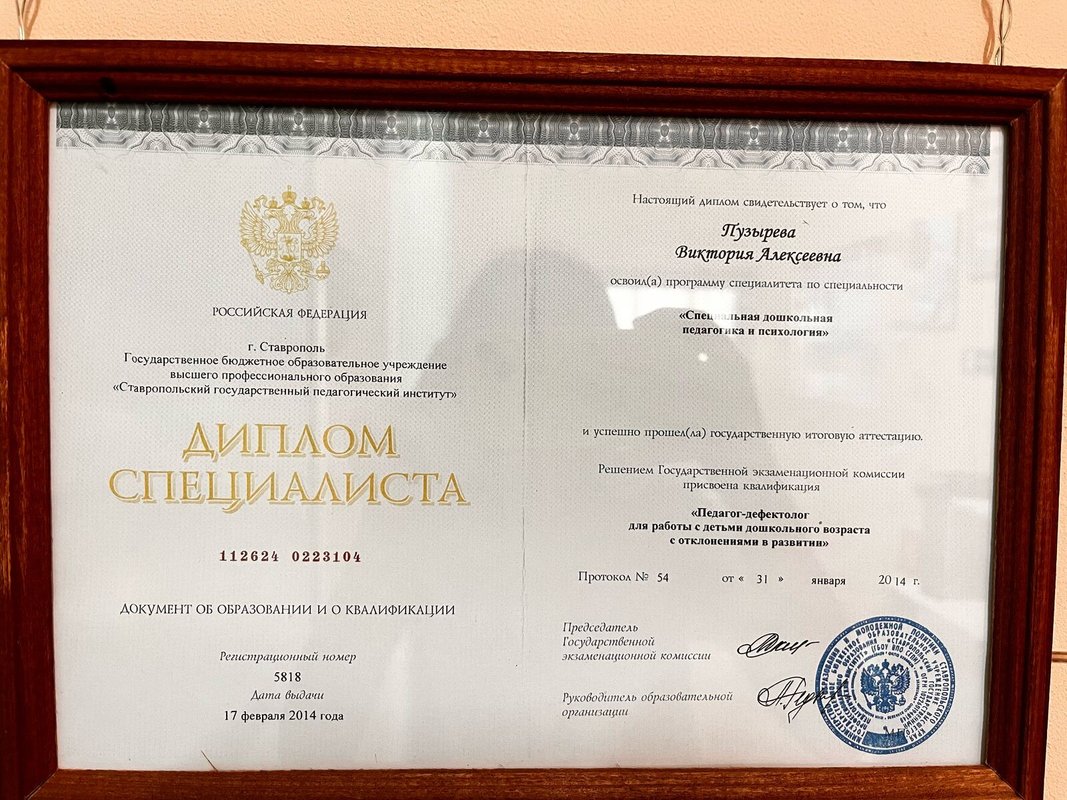 РОССИЙСКАЯ ФЕДЕРАЦИЯ
г. Ставрополь
Государственное бюджетное образовательное учреждение
высшего профессионального образования
«Ставропольский государственный педагогический институт»
ДИПЛОМ
СПЕЦИАЛИСТА
112624 0223104
ДОКУМЕНТ ОБ ОБРАЗОВАНИИ И О КВАЛИФИКАЦИИ
Регистрационный номер
5818
Дата выдачи
17 февраля 2014 года
Настоящий диплом свидетельствует о том, что
Пузырева
Виктория Алексеевна
освоил(а) программу специалитета по специальности
«Специальная дошкольная
педагогика и психология»
и успешно прошел(ла) государственную итоговую аттестацию.
Решением Государственной экзаменационной комиссии
присвоена квалификация
«Педагог-дефектолог
для работы с детьми дошкольного возраста
с отклонениями в развитии»
Протокол № 54 от « 31 » января 2014 г.
Председатель
Государственной
экзаменационной комиссии
Руководитель образовательной
организации